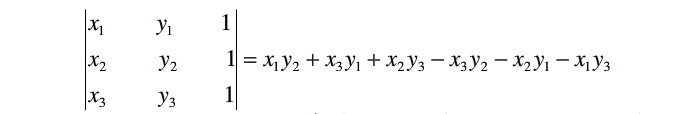 | x₁ y₁ 1 |
| x₂ y₂ 1 | = x₁y₂ + x₃y₁ + x₂y₃ − x₃y₂ − x₂y₁ − x₁y₃
| x₃ y₃ 1 |